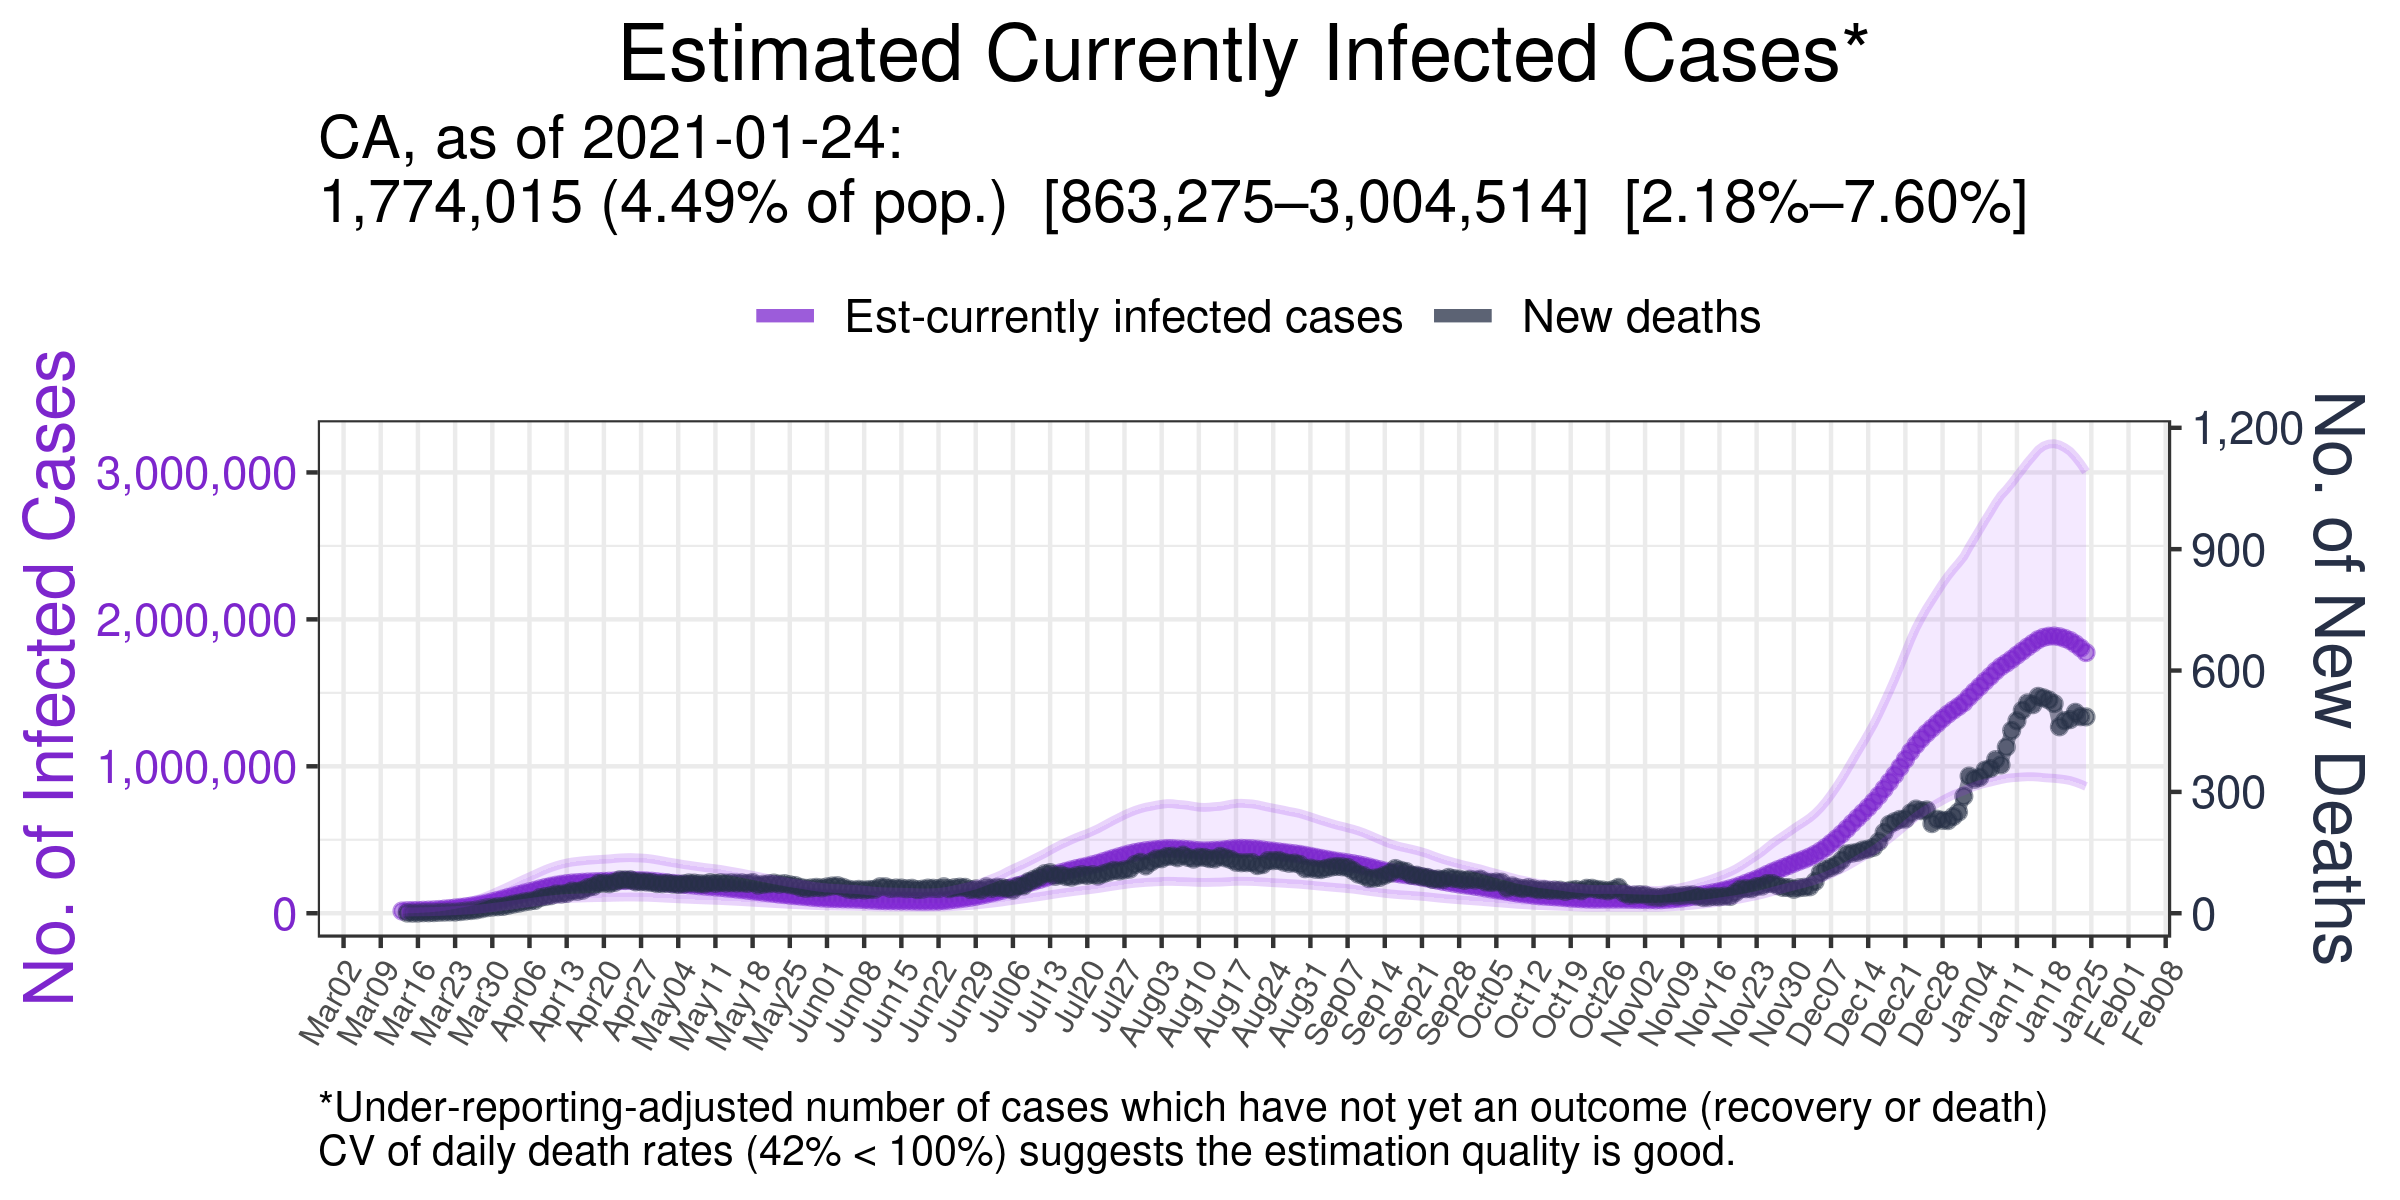 Estimated Currently Infected Cases*
CA, as of 2021-01-24:
1,774,015 (4.49% of pop.) [863,275–3,004,514] [2.18%–7.60%]
Est-currently infected cases
New deaths
No. of Infected Cases
3,000,000
2,000,000
1,000,000
0
1,200
900
600
300
0
No. of New Deaths
Mar02
Mar09
Mar16
Mar23
Mar30
Apr06
Apr13
Apr20
Apr27
May04
May11
May18
May25
Jun01
Jun08
Jun15
Jun22
Jun29
Jul06
Jul13
Jul20
Jul27
Aug03
Aug10
Aug17
Aug24
Aug31
Sep07
Sep14
Sep21
Sep28
Oct05
Oct12
Oct19
Oct26
Nov02
Nov09
Nov16
Nov23
Nov30
Dec07
Dec14
Dec21
Dec28
Jan04
Jan11
Jan18
Jan25
Feb01
Feb08
*Under-reporting-adjusted number of cases which have not yet an outcome (recovery or death)
CV of daily death rates (42% < 100%) suggests the estimation quality is good.